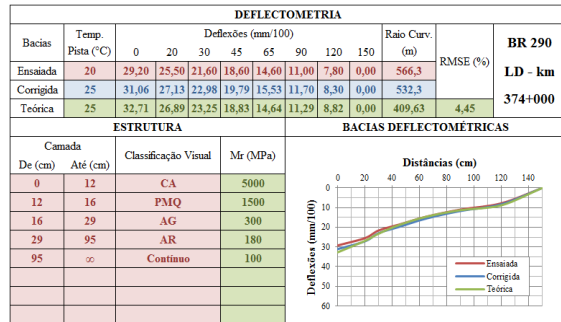 DEFLECTOMETRIA
Bacias Temp. Pista (°C) Deflexões (mm/100) Raio Curv. (m) RMSE (%) BR 290 LD - km 374+000
0 20 30 45 65 90 120 150
Ensaiada 20 29,20 25,50 21,60 18,60 14,60 11,00 7,80 0,00 566,3
Corrigida 25 31,06 27,13 22,98 19,79 15,53 11,70 8,30 0,00 532,3
Teórica 25 32,71 26,89 23,25 18,83 14,64 11,29 8,82 0,00 409,63 4,45
ESTRUTURA BACIAS DEFLECTOMÉTRICAS
Camada Classificação Visual Mr (MPa)
De (cm) Até (cm)
0 12 CA 5000
12 16 PMQ 1500
16 29 AG 300
29 95 AR 180
95 ∞ Contínuo 100
Distâncias (cm)
0 20 40 60 80 100 120 140
Deflexões (mm/100)
0
10
20
30
40
50
60
Ensaiada
Corrigida
Teórica